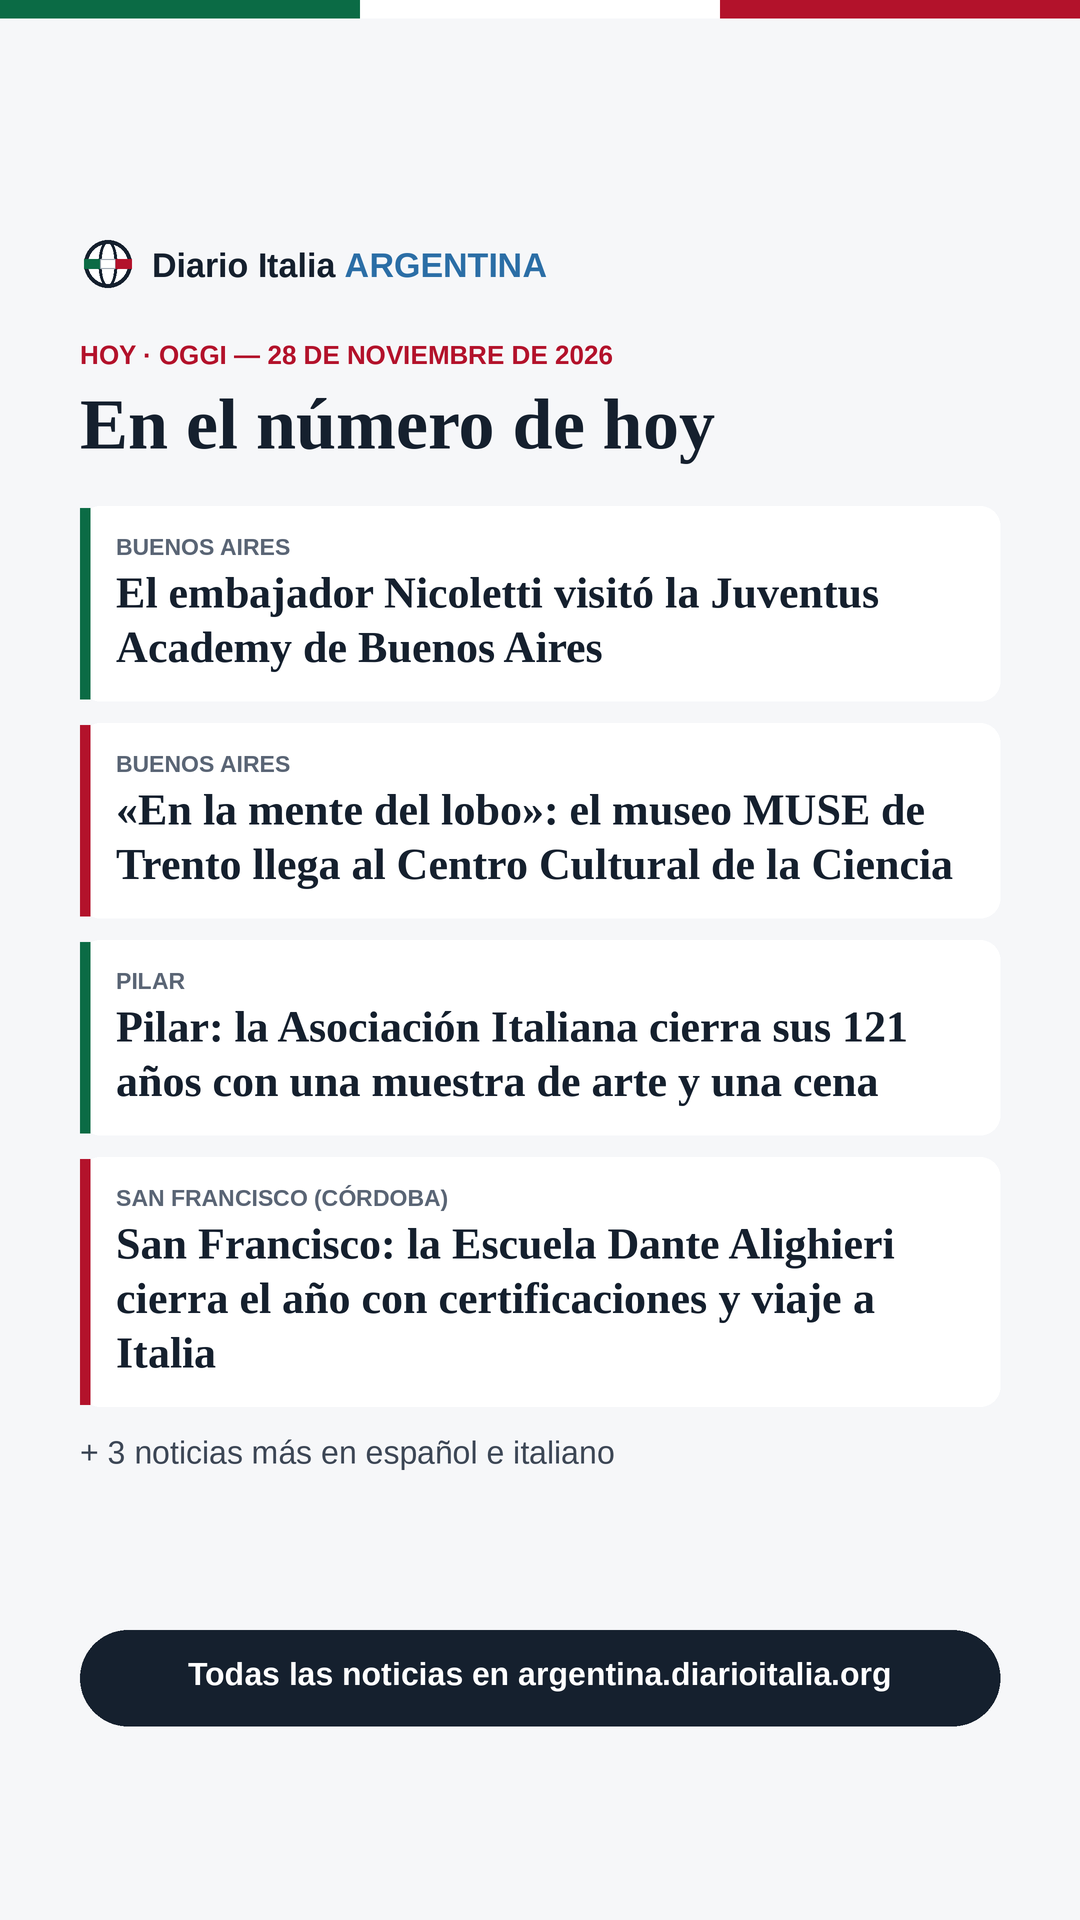 Diario Italia ARGENTINA
HOY · OGGI — 28 DE NOVIEMBRE DE 2026
En el número de hoy
BUENOS AIRES
El embajador Nicoletti visitó la Juventus
Academy de Buenos Aires
BUENOS AIRES
«En la mente del lobo»: el museo MUSE de
Trento llega al Centro Cultural de la Ciencia
PILAR
Pilar: la Asociación Italiana cierra sus 121
años con una muestra de arte y una cena
SAN FRANCISCO (CÓRDOBA)
San Francisco: la Escuela Dante Alighieri
cierra el año con certificaciones y viaje a
Italia
+ 3 noticias más en español e italiano
Todas las noticias en argentina.diarioitalia.org